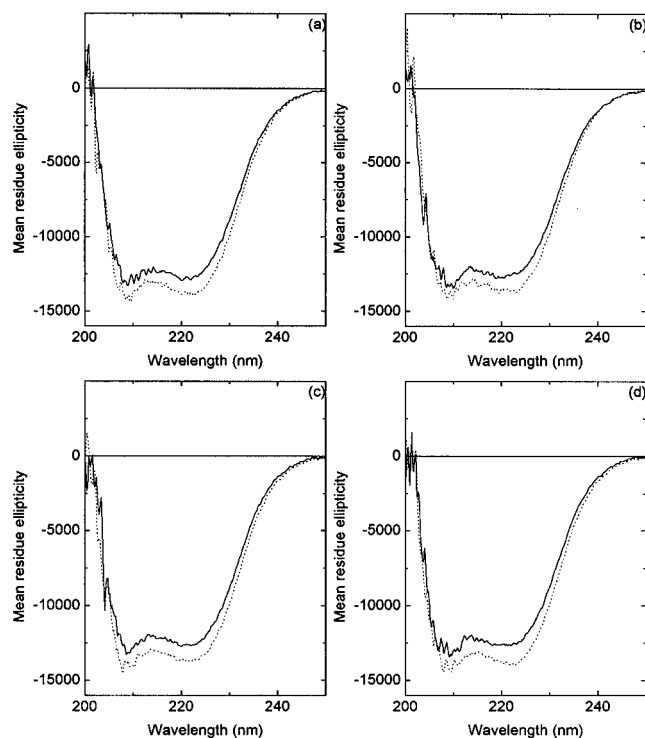 (a)
0
-5000
-10000
-15000
Mean residue ellipticity
200 220 240
Wavelength (nm)
(b)
0
-5000
-10000
-15000
Mean residue ellipticity
200 220 240
Wavelength (nm)
(c)
0
-5000
-10000
-15000
Mean residue ellipticity
200 220 240
Wavelength (nm)
(d)
0
-5000
-10000
-15000
Mean residue ellipticity
200 220 240
Wavelength (nm)